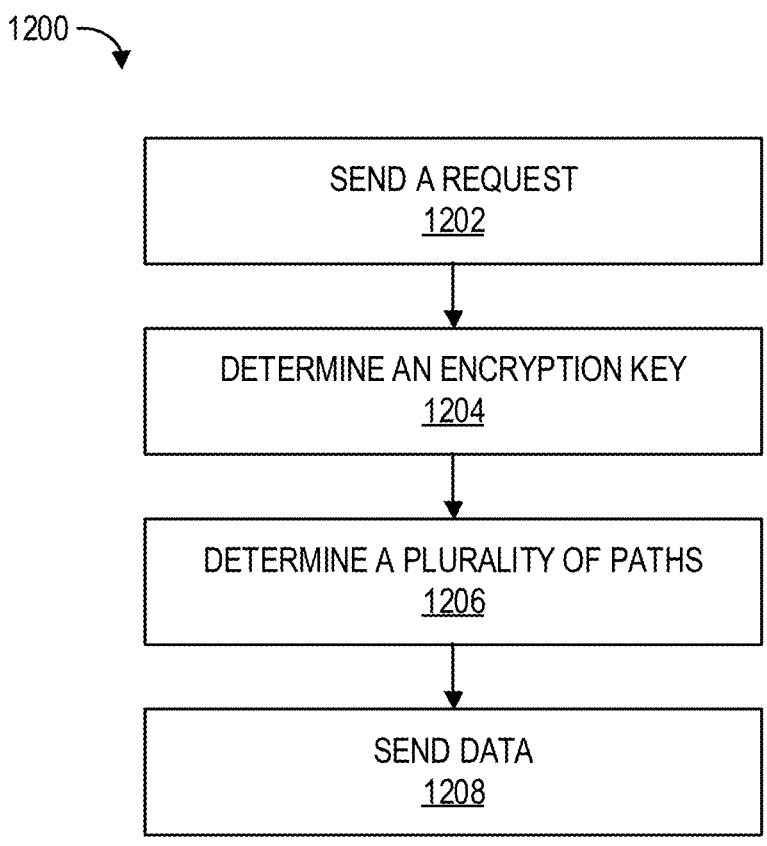 1200
SEND A REQUEST
1202
DETERMINE AN ENCRYPTION KEY
1204
DETERMINE A PLURALITY OF PATHS
1206
SEND DATA
1208